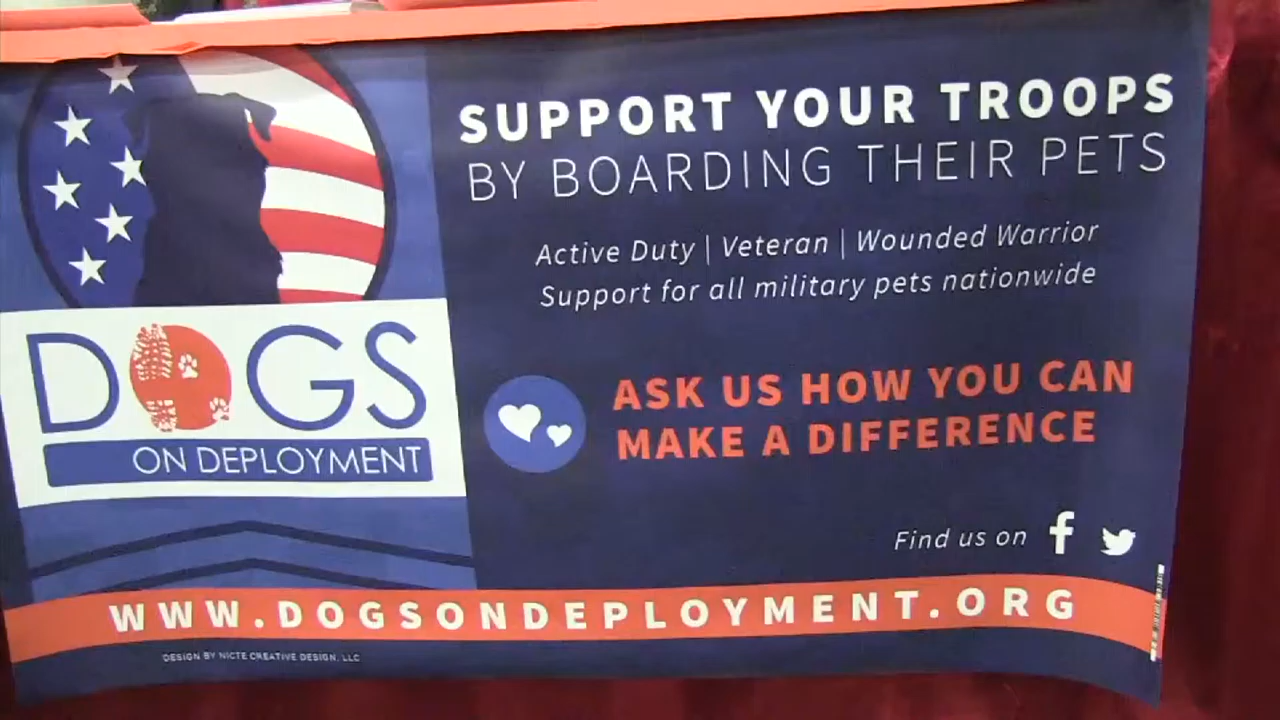 SUPPORT YOUR TROOPS
BY BOARDING THEIR PETS
Active Duty | Veteran | Wounded Warrior
Support for all military pets nationwide
DOGS
ON DEPLOYMENT
ASK US HOW YOU CAN
MAKE A DIFFERENCE
Find us on f
WWW.DOGSONDEPLOYMENT.ORG
DESIGN BY NICTE CREATIVE DESIGN, LLC